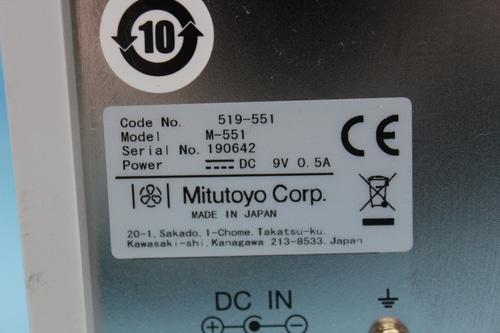 10
Code No. 519-551
Model M-551
Serial No. 190642
Power DC 9V 0.5A
CE
Mitutoyo Corp.
MADE IN JAPAN
20-1, Sakado, 1-Chome, Takatsu-ku,
Kawasaki-shi, Kanagawa 213-8533, Japan
DC IN